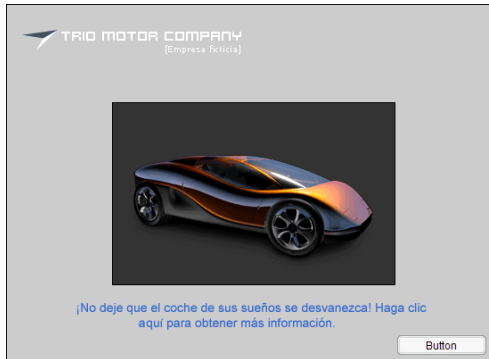 TRIO MOTOR COMPANY
[Empresa ficticia]
¡No deje que el coche de sus sueños se desvanezca! Haga clic
aquí para obtener más información.
Button